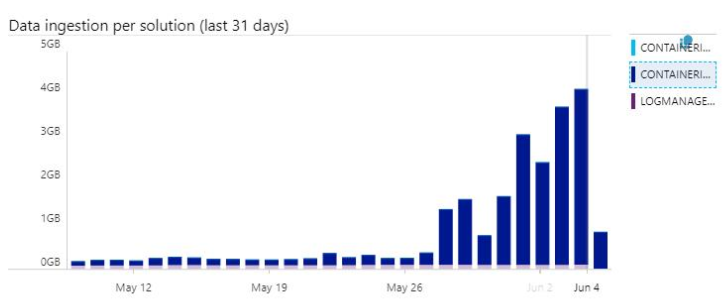 Data ingestion per solution (last 31 days)
5GB
4GB
3GB
2GB
1GB
0GB
May 12
May 19
May 26
Jun 2
Jun 4
CONTAINERI...
CONTAINERI...
LOGMANAGE...